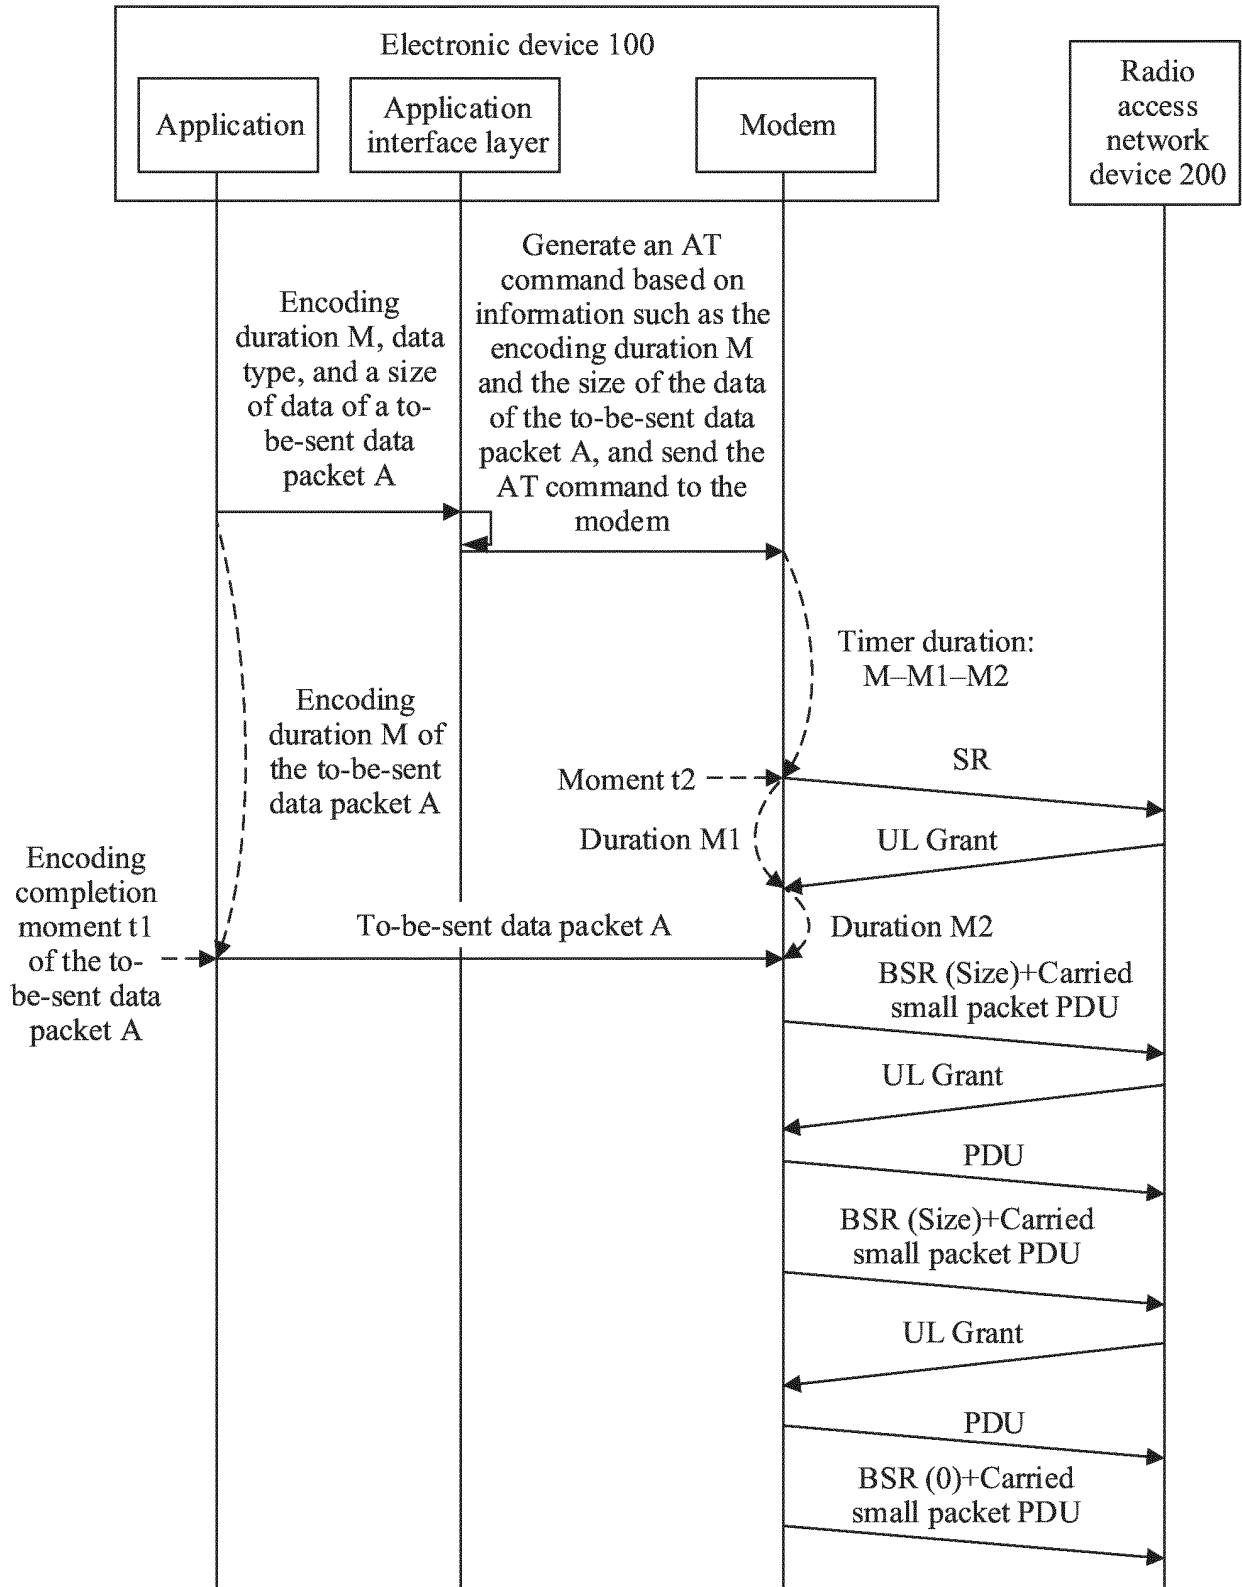 Electronic device 100
Application
Application
interface layer
Modem
Radio
access
network
device 200
Encoding
duration M, data
type, and a size
of data of a to-
be-sent data
packet A
Generate an AT
command based on
information such as the
encoding duration M
and the size of the data
of the to-be-sent data
packet A, and send the
AT command to the
modem
Timer duration:
M–M1–M2
Encoding
duration M of
the to-be-sent
data packet A
Moment t2
SR
Duration M1
UL Grant
Encoding
completion
moment t1
of the to-
be-sent data
packet A
To-be-sent data packet A
Duration M2
BSR (Size)+Carried
small packet PDU
UL Grant
PDU
BSR (Size)+Carried
small packet PDU
UL Grant
PDU
BSR (0)+Carried
small packet PDU